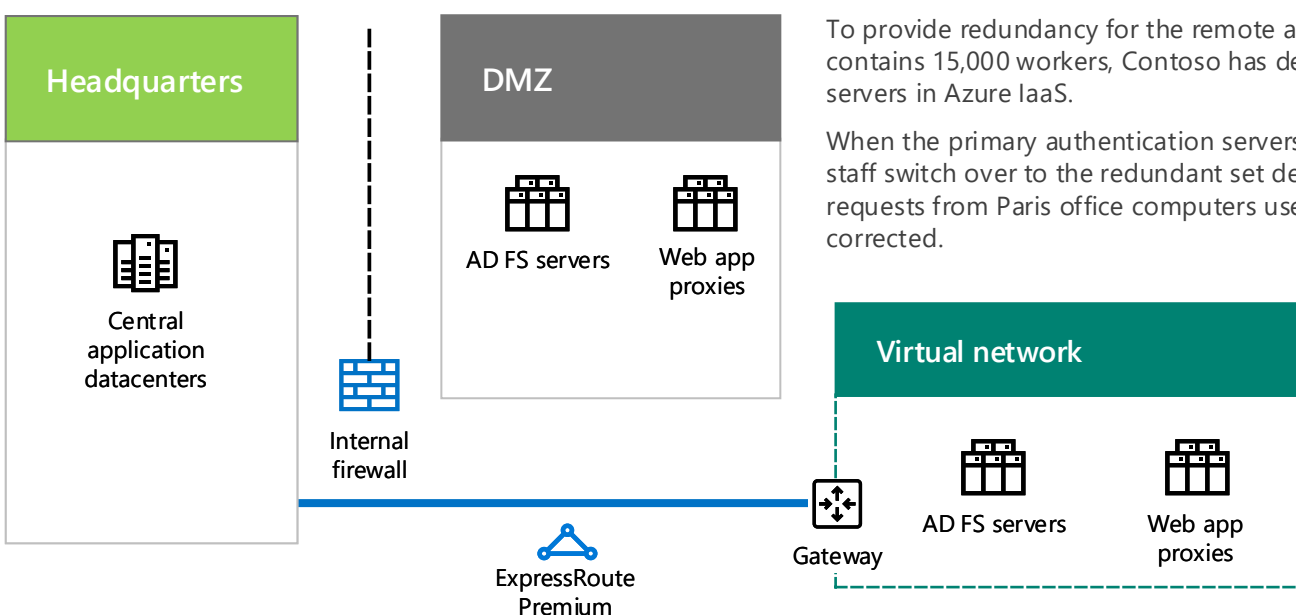 Headquarters
Central
application
datacenters
Internal
firewall
DMZ
AD FS servers
Web app
proxies
To provide redundancy for the remote a
contains 15,000 workers, Contoso has de
servers in Azure IaaS.
When the primary authentication servers
staff switch over to the redundant set de
requests from Paris office computers use
corrected.
Virtual network
AD FS servers
Web app
proxies
Gateway
ExpressRoute
Premium